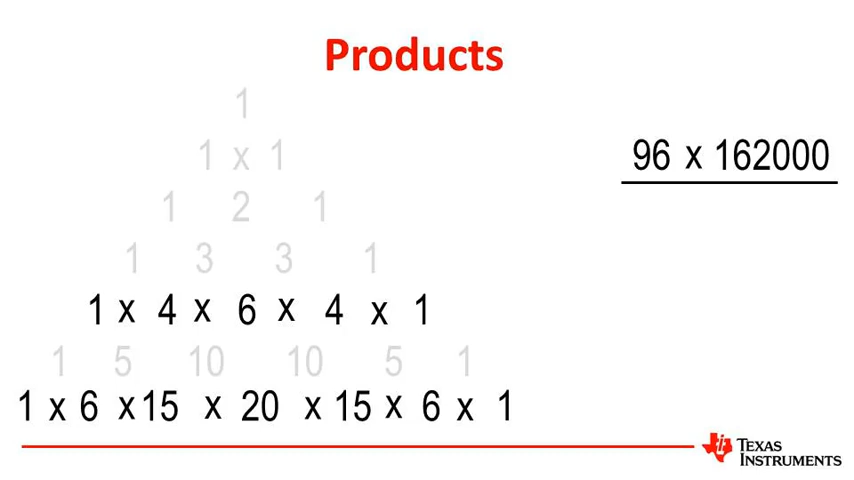 Products
1
1 x 1
96 x 162000
1 2 1
1 3 3 1
1 x 4 x 6 x 4 x 1
1 5 10 10 5 1
1 x 6 x 15 x 20 x 15 x 6 x 1
TEXAS
INSTRUMENTS